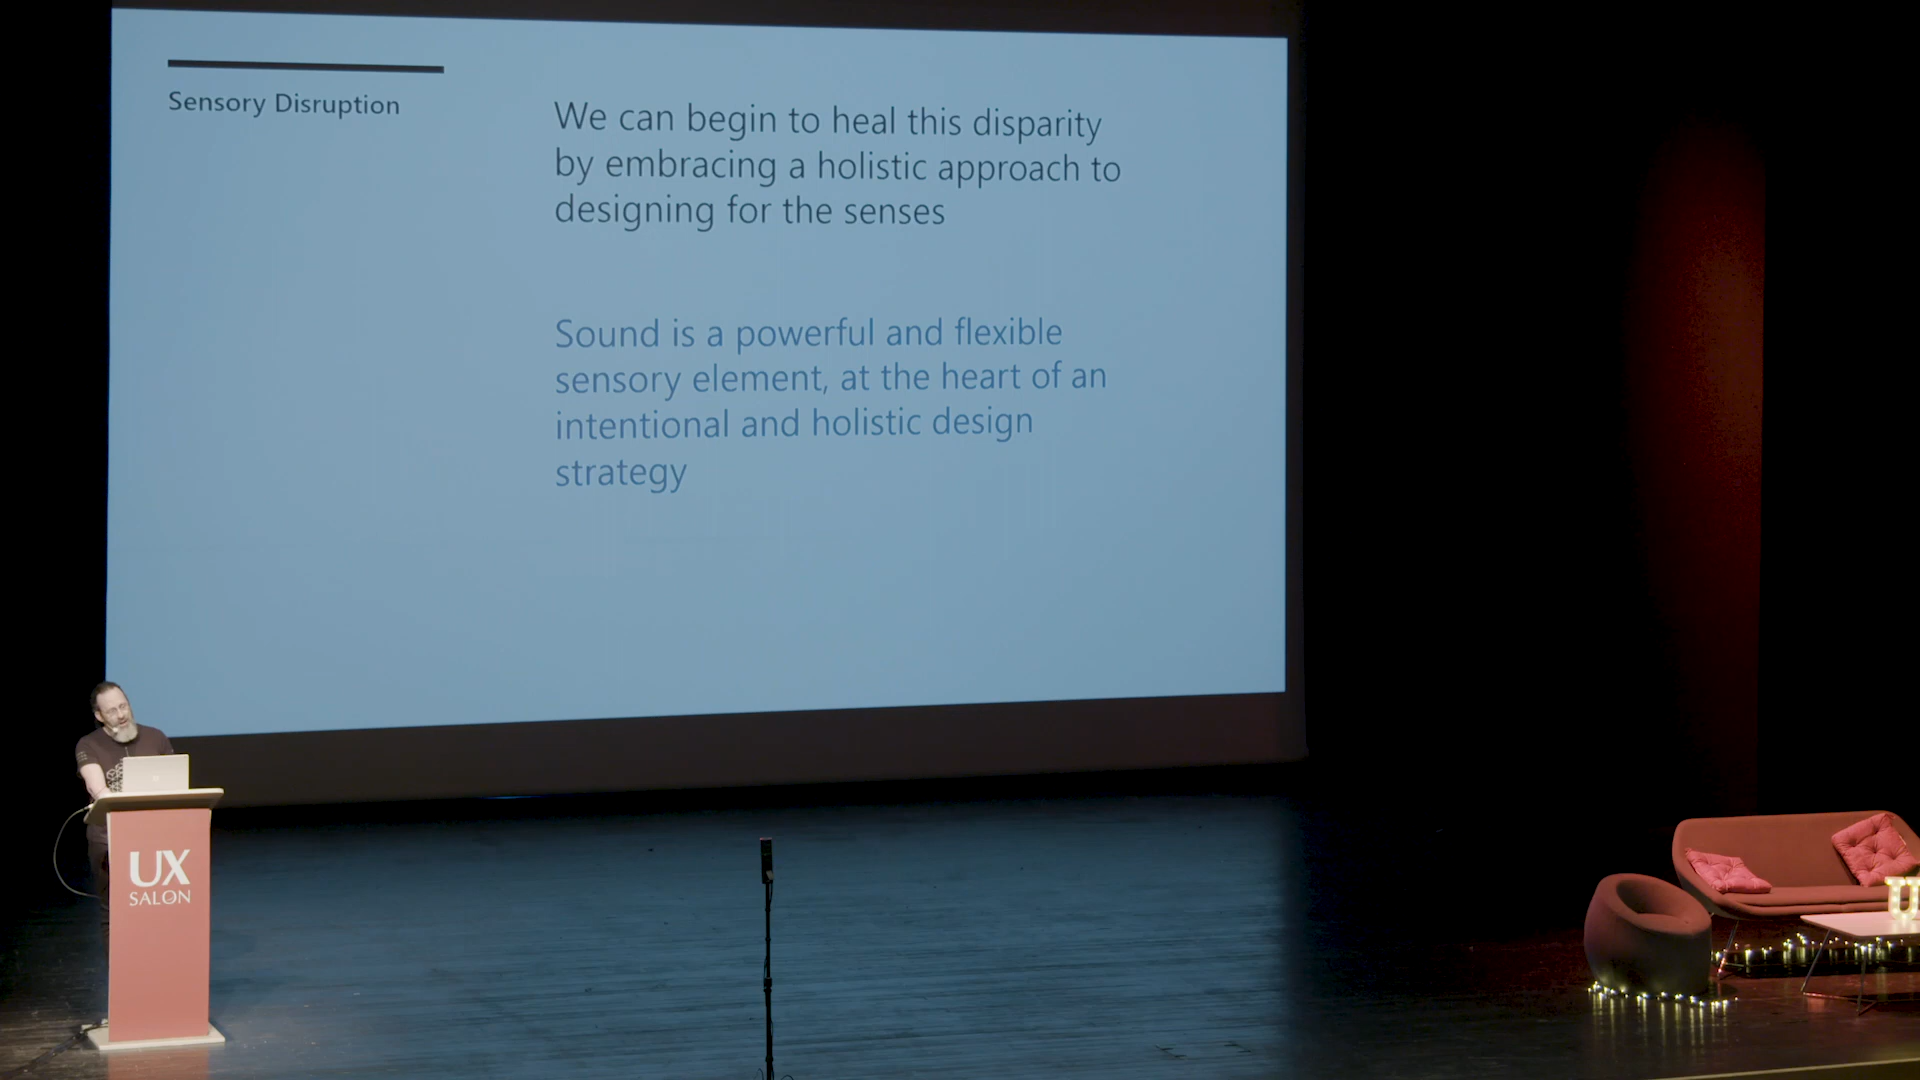 Sensory Disruption
We can begin to heal this disparity
by embracing a holistic approach to
designing for the senses
Sound is a powerful and flexible
sensory element, at the heart of an
intentional and holistic design
strategy
UX
SALON
U